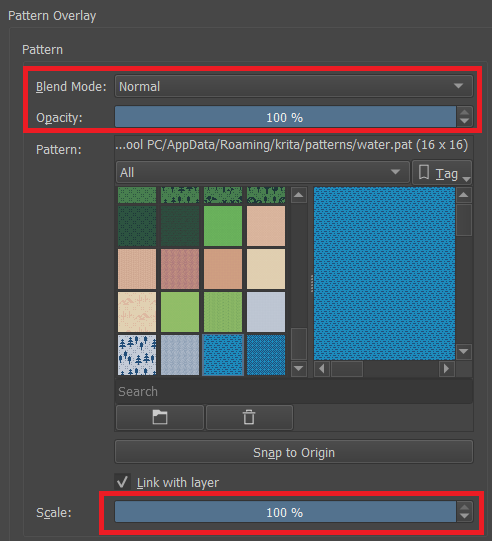 Pattern Overlay
Pattern
Blend Mode: Normal
Opacity: 100 %
Pattern: ...ool PC/AppData/Roaming/krita/patterns/water.pat (16 x 16)
All Tag
Search
Snap to Origin
Link with layer
Scale: 100 %